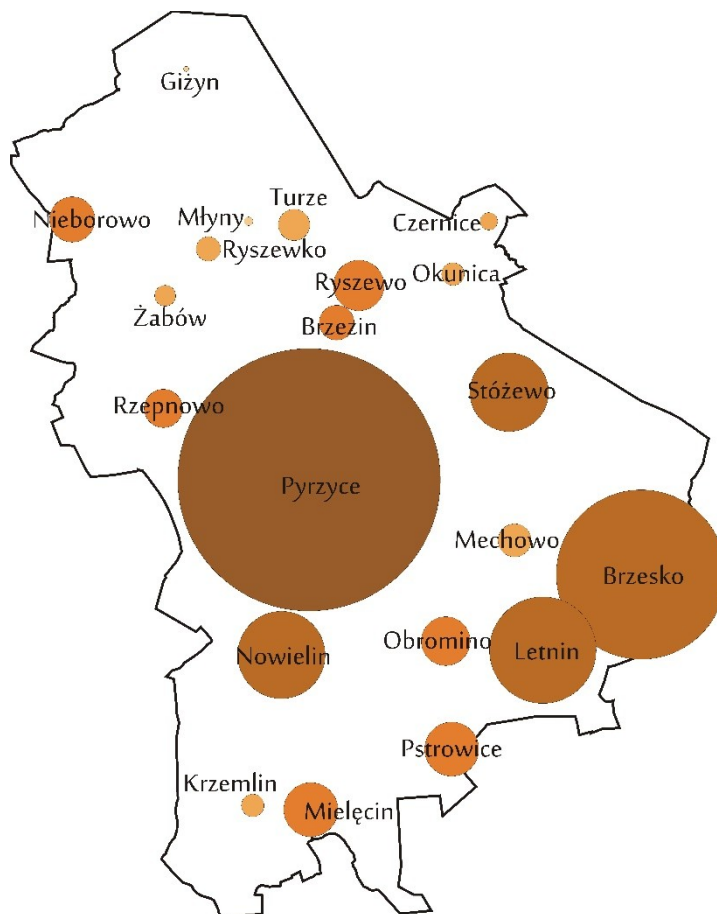 Giżyn
Turze
Nieborowo
Młyny
Czernice
Ryszewko
Okunica
Ryszewo
Żabów
Brzezin
Stóżewo
Rzepnowo
Pyrzyce
Mechowo
Brzesko
Obromino
Letnin
Nowielin
Pstrowice
Krzemlin
Mielęcin